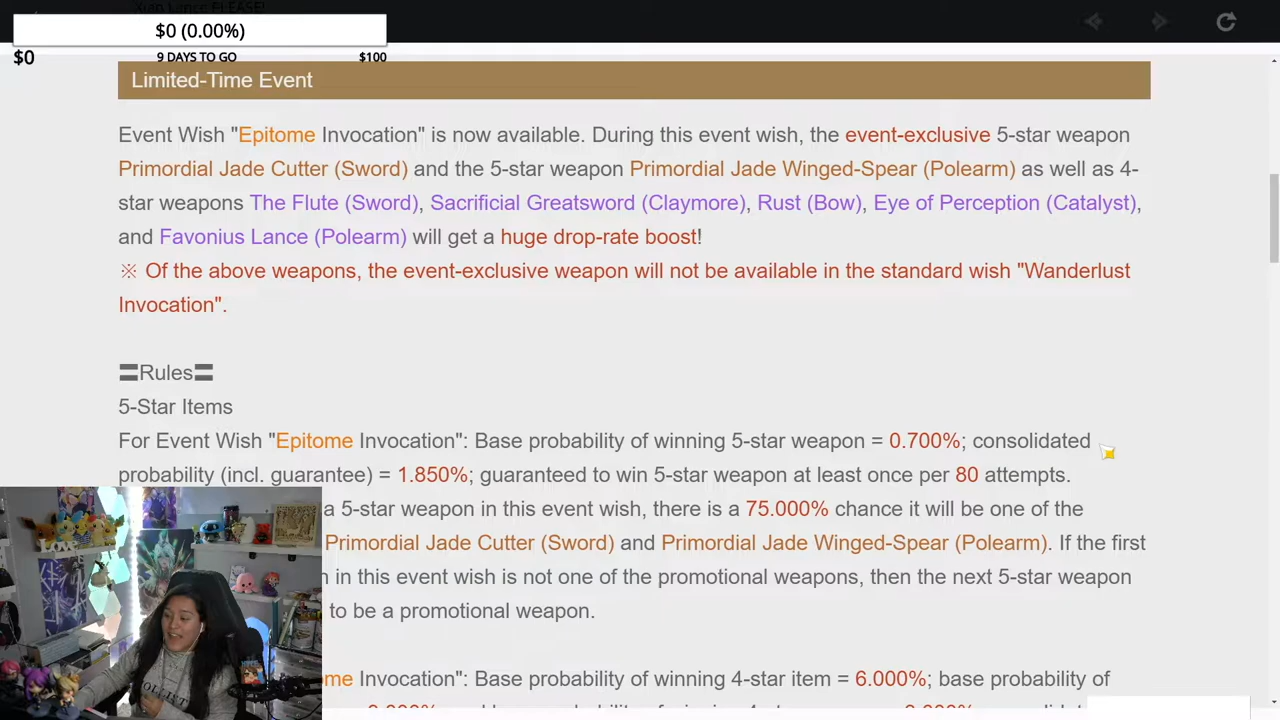 Xiao Lance PLEASE!
$0 (0.00%)
$0 9 DAYS TO GO $100
Limited-Time Event
Event Wish "Epitome Invocation" is now available. During this event wish, the event-exclusive 5-star weapon
Primordial Jade Cutter (Sword) and the 5-star weapon Primordial Jade Winged-Spear (Polearm) as well as 4-
star weapons The Flute (Sword), Sacrificial Greatsword (Claymore), Rust (Bow), Eye of Perception (Catalyst),
and Favonius Lance (Polearm) will get a huge drop-rate boost!
※ Of the above weapons, the event-exclusive weapon will not be available in the standard wish "Wanderlust
Invocation".
〓Rules〓
5-Star Items
For Event Wish "Epitome Invocation": Base probability of winning 5-star weapon = 0.700%; consolidated
probability (incl. guarantee) = 1.850%; guaranteed to win 5-star weapon at least once per 80 attempts.
a 5-star weapon in this event wish, there is a 75.000% chance it will be one of the
Primordial Jade Cutter (Sword) and Primordial Jade Winged-Spear (Polearm). If the first
in this event wish is not one of the promotional weapons, then the next 5-star weapon
to be a promotional weapon.
Invocation": Base probability of winning 4-star item = 6.000%; base probability of
LOVE
HOLLISTER